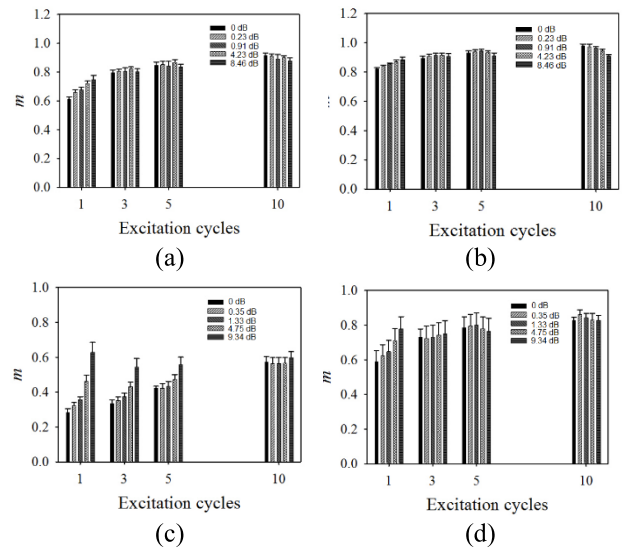 1.2
1.0
0.8
0.6
0.4
0.2
0.0
m
0 dB
0.23 dB
0.91 dB
4.23 dB
8.46 dB
1 3 5 10
Excitation cycles
(a)
1.2
1.0
0.8
0.6
0.4
0.2
0.0
0 dB
0.23 dB
0.91 dB
4.23 dB
8.46 dB
1 3 5 10
Excitation cycles
(b)
1.0
0.8
0.6
0.4
0.2
0.0
m
0 dB
0.35 dB
1.33 dB
4.75 dB
9.34 dB
1 3 5 10
Excitation cycles
(c)
1.0
0.8
0.6
0.4
0.2
0.0
m
0 dB
0.35 dB
1.33 dB
4.75 dB
9.34 dB
1 3 5 10
Excitation cycles
(d)